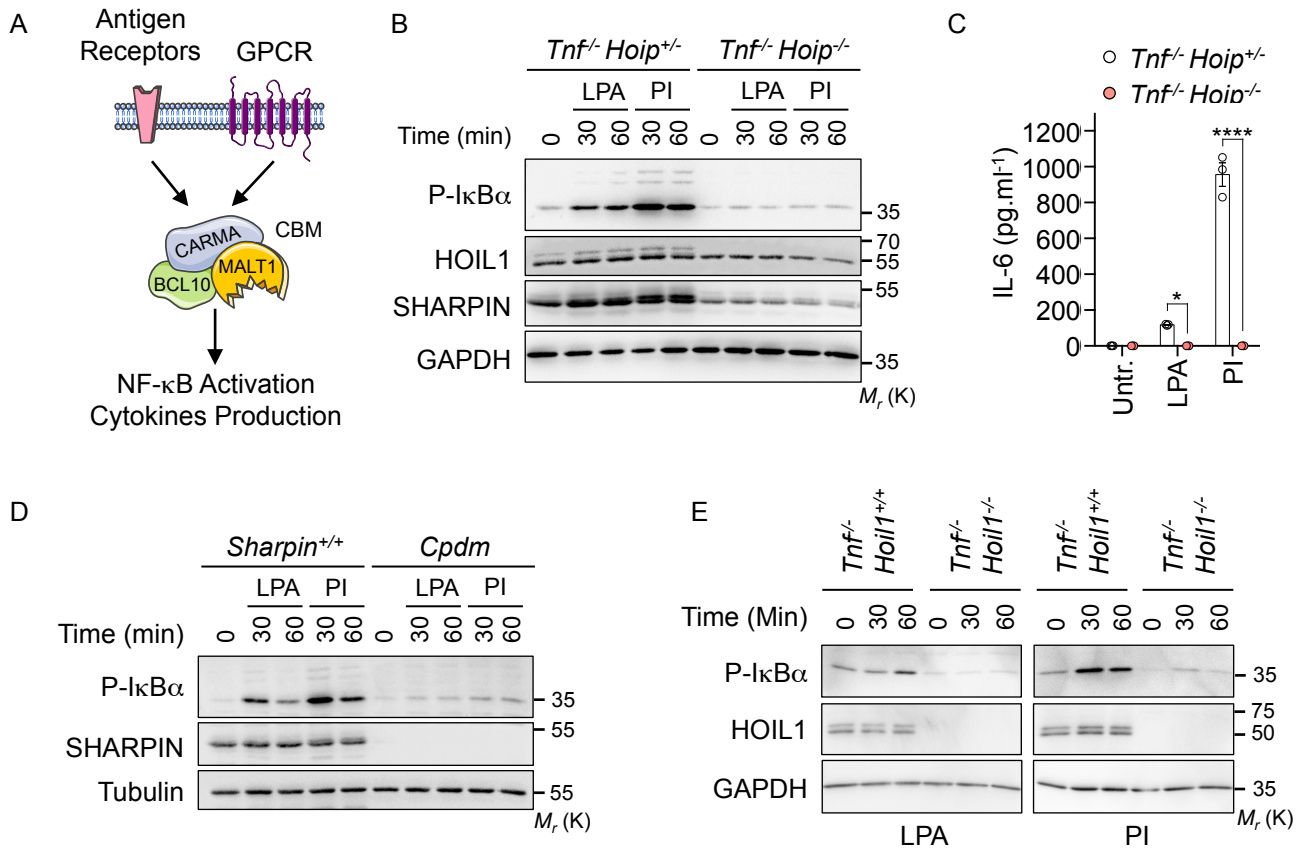 A
Antigen
Receptors
GPCR
CARMA
CBM
BCL10
MALT1
NF-κB Activation
Cytokines Production
B
Tnf-/- Hoip+/-
Tnf-/- Hoip-/-
LPA PI LPA PI
Time (min) 0 30 60 30 60 0 30 60 30 60
P-IκBα
35
HOIL1
70
55
SHARPIN
55
GAPDH
35
Mr (K)
C
Tnf-/- Hoip+/-
Tnf-/- Hoip-/-
IL-6 (pg.ml-1)
1200
1000
800
600
400
200
0
****
*
Untr.
LPA
PI
D
Sharpin+/+ Cpdm
LPA PI LPA PI
Time (min) 0 30 60 30 60 0 30 60 30 60
P-IκBα
35
SHARPIN
55
Tubulin
55
Mr (K)
E
Tnf-/- Hoil1+/+
Tnf-/- Hoil1-/-
Tnf-/- Hoil1+/+
Tnf-/- Hoil1-/-
Time (Min) 0 30 60 0 30 60 0 30 60 0 30 60
P-IκBα
35
HOIL1
75
50
GAPDH
35
Mr (K)
LPA
PI